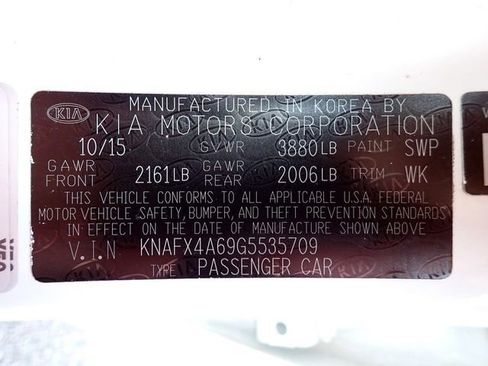 KIA MANUFACTURED IN KOREA BY
KIA MOTORS CORPORATION
10/15 GVWR 3880LB PAINT SWP
GAWR FRONT 2161LB GAWR REAR 2006LB TRIM WK
THIS VEHICLE CONFORMS TO ALL APPLICABLE U.S.A. FEDERAL
MOTOR VEHICLE SAFETY, BUMPER, AND THEFT PREVENTION STANDARDS
IN EFFECT ON THE DATE OF MANUFACTURE SHOWN ABOVE
V.I.N KNAFX4A69G5535709
TYPE PASSENGER CAR